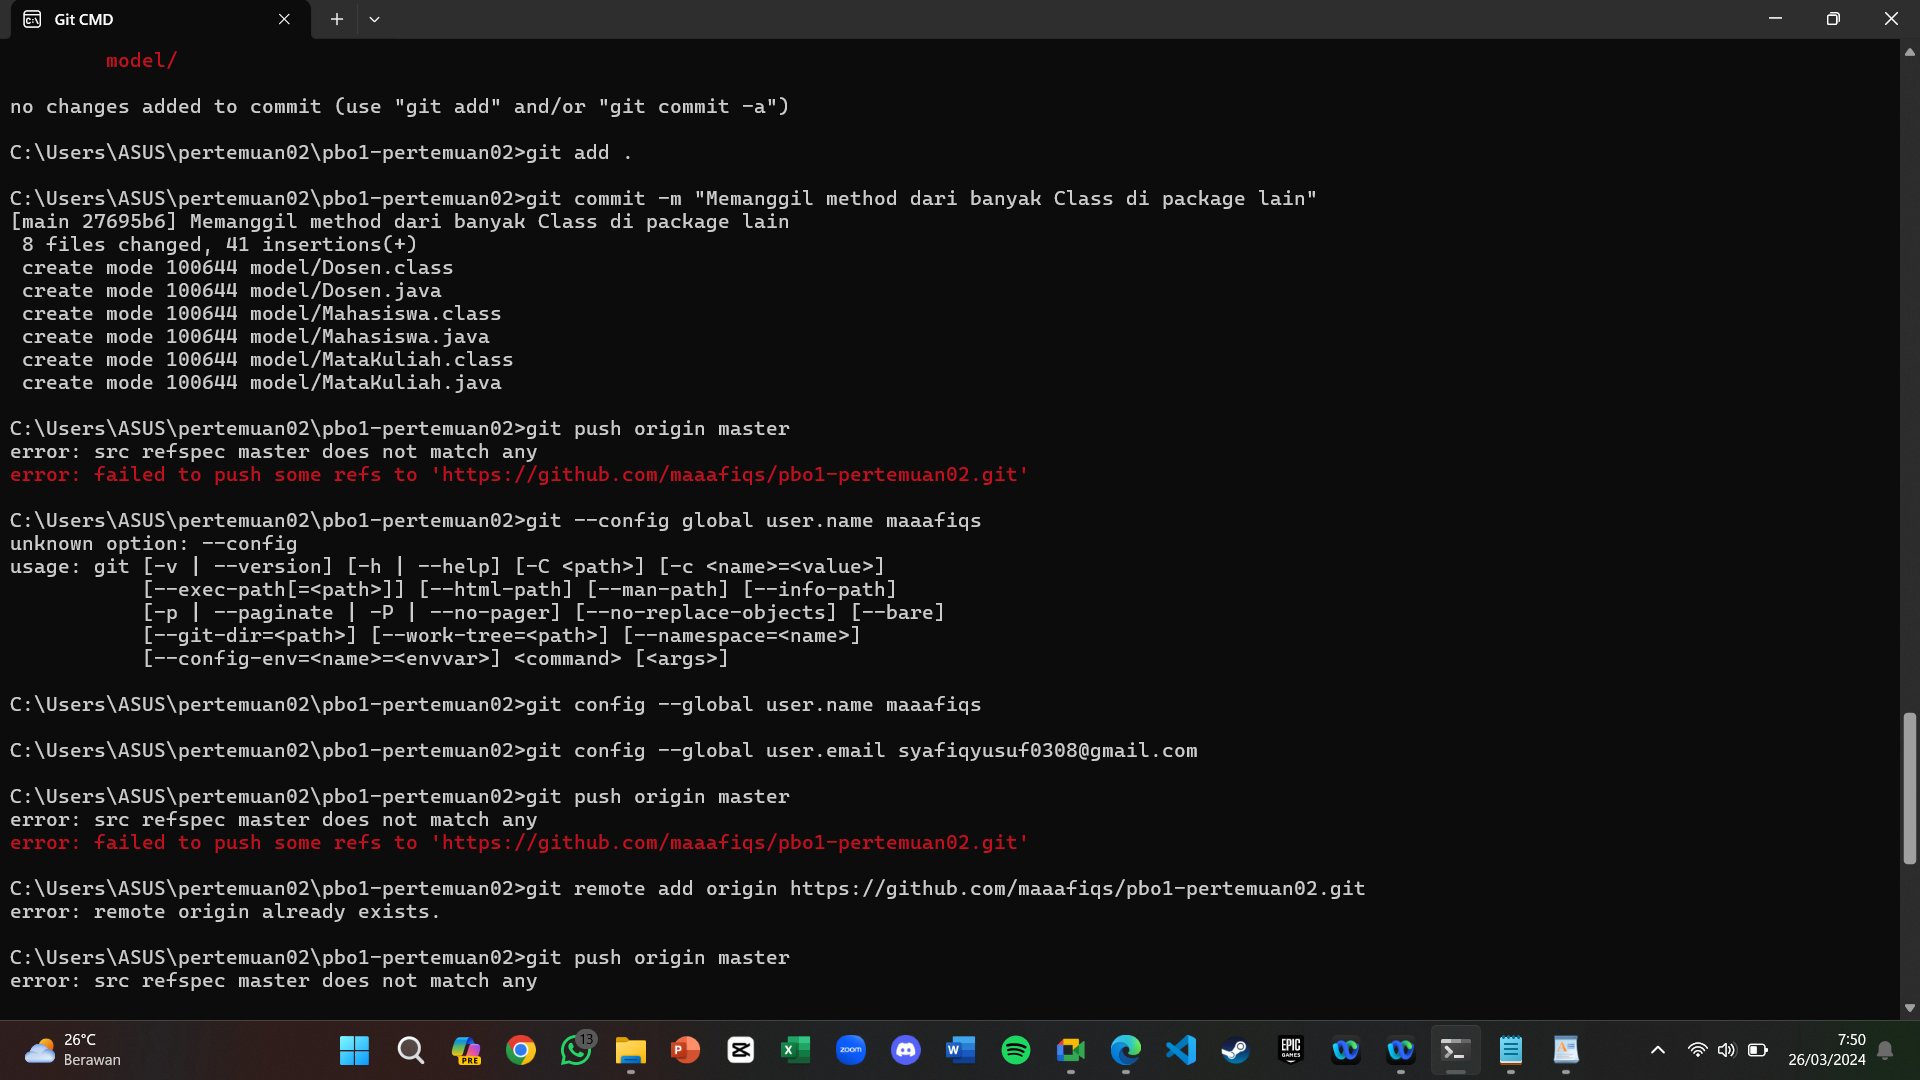 Git CMD
model/
no changes added to commit (use "git add" and/or "git commit -a")
C:\Users\ASUS\pertemuan02\pbo1-pertemuan02>git add .
C:\Users\ASUS\pertemuan02\pbo1-pertemuan02>git commit -m "Memanggil method dari banyak Class di package lain"
[main 27695b6] Memanggil method dari banyak Class di package lain
8 files changed, 41 insertions(+)
create mode 100644 model/Dosen.class
create mode 100644 model/Dosen.java
create mode 100644 model/Mahasiswa.class
create mode 100644 model/Mahasiswa.java
create mode 100644 model/MataKuliah.class
create mode 100644 model/MataKuliah.java
C:\Users\ASUS\pertemuan02\pbo1-pertemuan02>git push origin master
error: src refspec master does not match any
error: failed to push some refs to 'https://github.com/maaafiqs/pbo1-pertemuan02.git'
C:\Users\ASUS\pertemuan02\pbo1-pertemuan02>git --config global user.name maaafiqs
unknown option: --config
usage: git [-v | --version] [-h | --help] [-C <path>] [-c <name>=<value>]
[--exec-path[=<path>]] [--html-path] [--man-path] [--info-path]
[-p | --paginate | -P | --no-pager] [--no-replace-objects] [--bare]
[--git-dir=<path>] [--work-tree=<path>] [--namespace=<name>]
[--config-env=<name>=<envvar>] <command> [<args>]
C:\Users\ASUS\pertemuan02\pbo1-pertemuan02>git config --global user.name maaafiqs
C:\Users\ASUS\pertemuan02\pbo1-pertemuan02>git config --global user.email syafiqyusuf0308@gmail.com
C:\Users\ASUS\pertemuan02\pbo1-pertemuan02>git push origin master
error: src refspec master does not match any
error: failed to push some refs to 'https://github.com/maaafiqs/pbo1-pertemuan02.git'
C:\Users\ASUS\pertemuan02\pbo1-pertemuan02>git remote add origin https://github.com/maaafiqs/pbo1-pertemuan02.git
error: remote origin already exists.
C:\Users\ASUS\pertemuan02\pbo1-pertemuan02>git push origin master
error: src refspec master does not match any
26°C
Berawan
PRE
13
zoom
EPIC
GAMES
7:50
26/03/2024